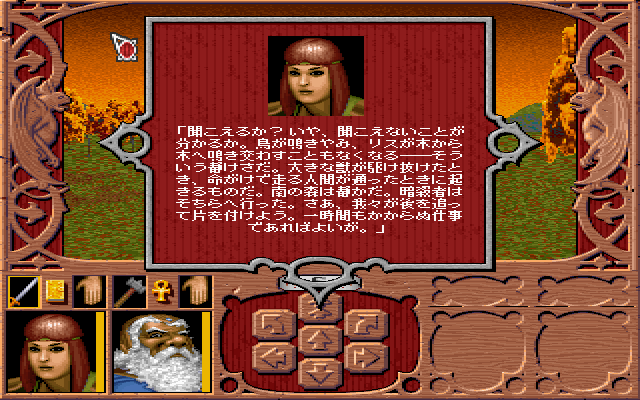 「聞こえるか？いや、聞こえないことが
分かるか。鳥が鳴きやみ、リスが木から
木へ鳴き交わすこともなくなる――そう
いう静けさだ。大きな獣が駆け抜けたと
き、命がけで走る人間が通ったときに起
きるものだ。南の森は静かだ。暗殺者は
そちらへ行った。さあ、我々が後を追っ
て片を付けよう。一時間もかからぬ仕事
であればよいが。」